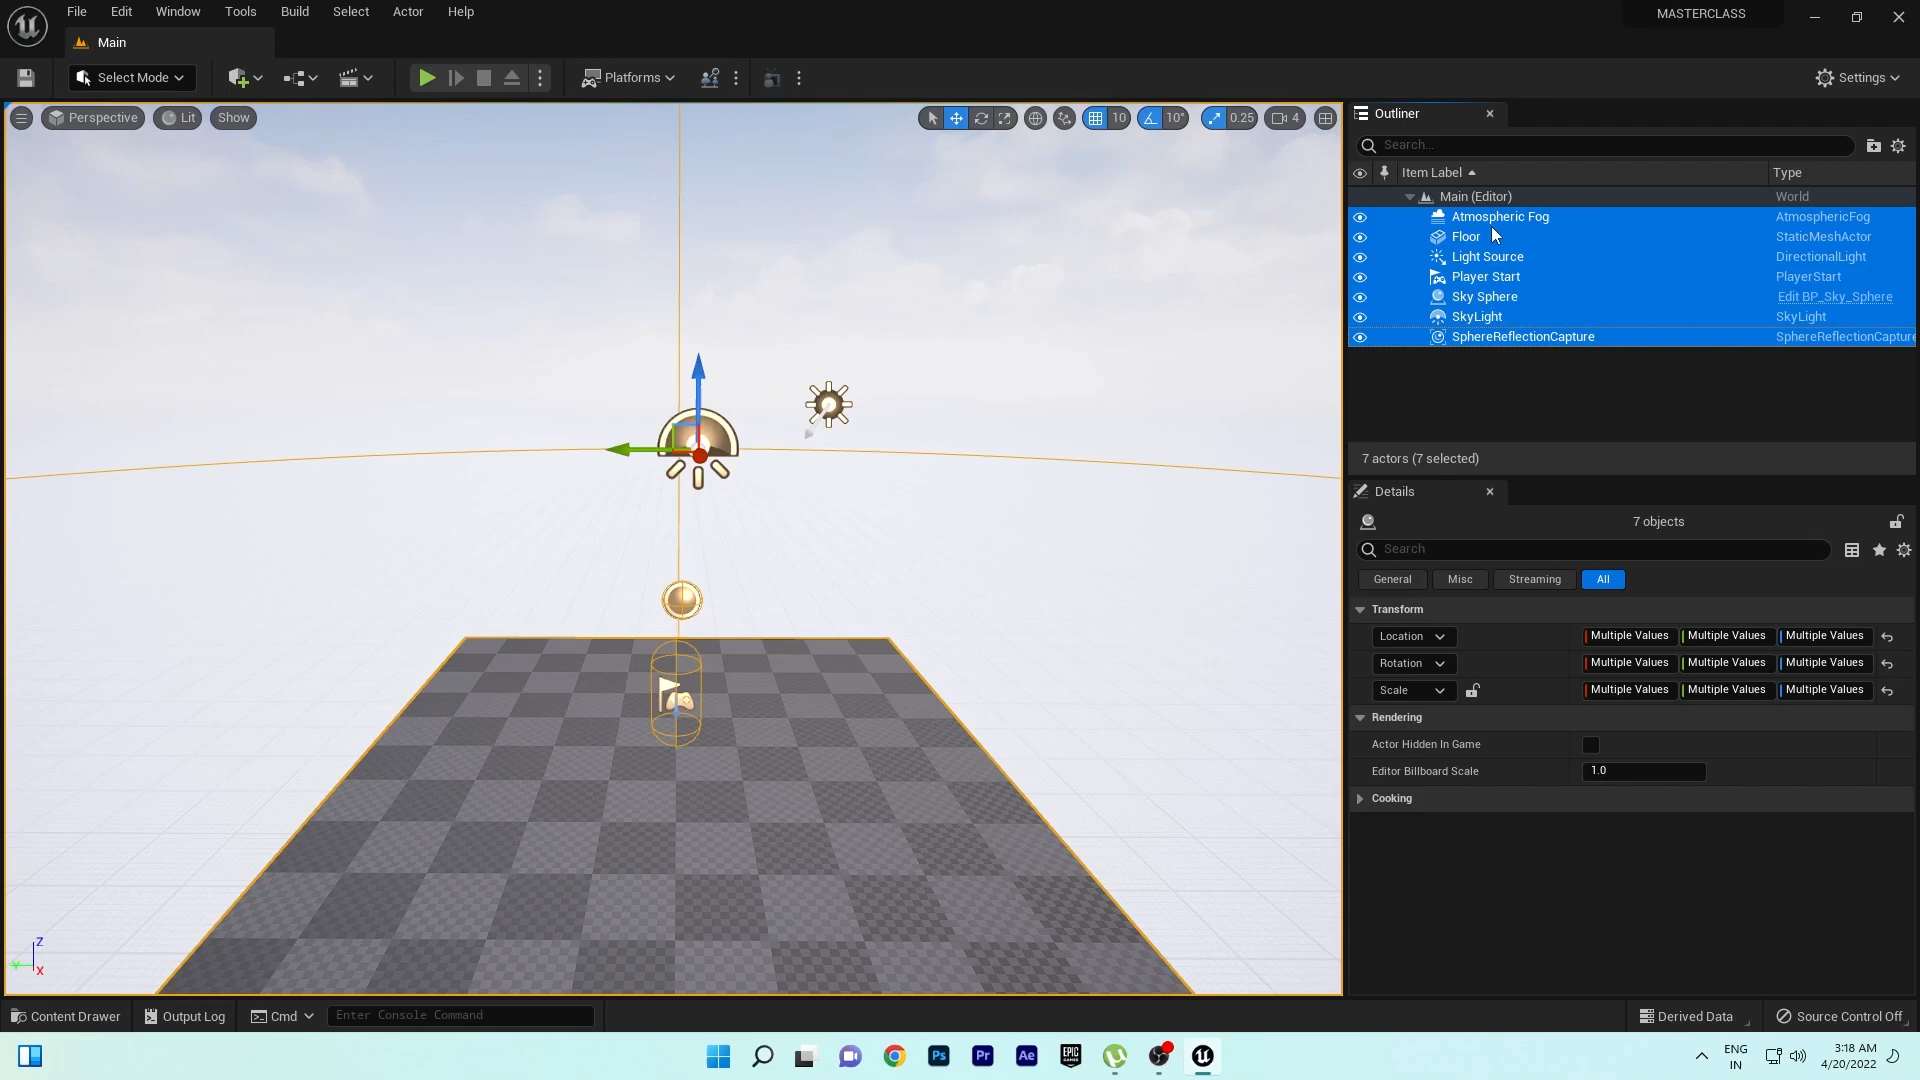 File Edit Window Tools Build Select Actor Help
MASTERCLASS
Main
Select Mode
Platforms
Settings
Perspective Lit Show
10 10° 0.25 4
Outliner
Search...
Item Label Type
Main (Editor) World
Atmospheric Fog AtmosphericFog
Floor StaticMeshActor
Light Source DirectionalLight
Player Start PlayerStart
Sky Sphere Edit BP_Sky_Sphere
SkyLight SkyLight
SphereReflectionCapture SphereReflectionCapture
7 actors (7 selected)
Details
7 objects
Search
General Misc Streaming All
Transform
Location Multiple Values Multiple Values Multiple Values
Rotation Multiple Values Multiple Values Multiple Values
Scale Multiple Values Multiple Values Multiple Values
Rendering
Actor Hidden In Game
Editor Billboard Scale 1.0
Cooking
Z
Y
X
Content Drawer Output Log Cmd Enter Console Command Derived Data Source Control Off
Ps Pr Ae EPIC GAMES
ENG
IN
3:18 AM
4/20/2022